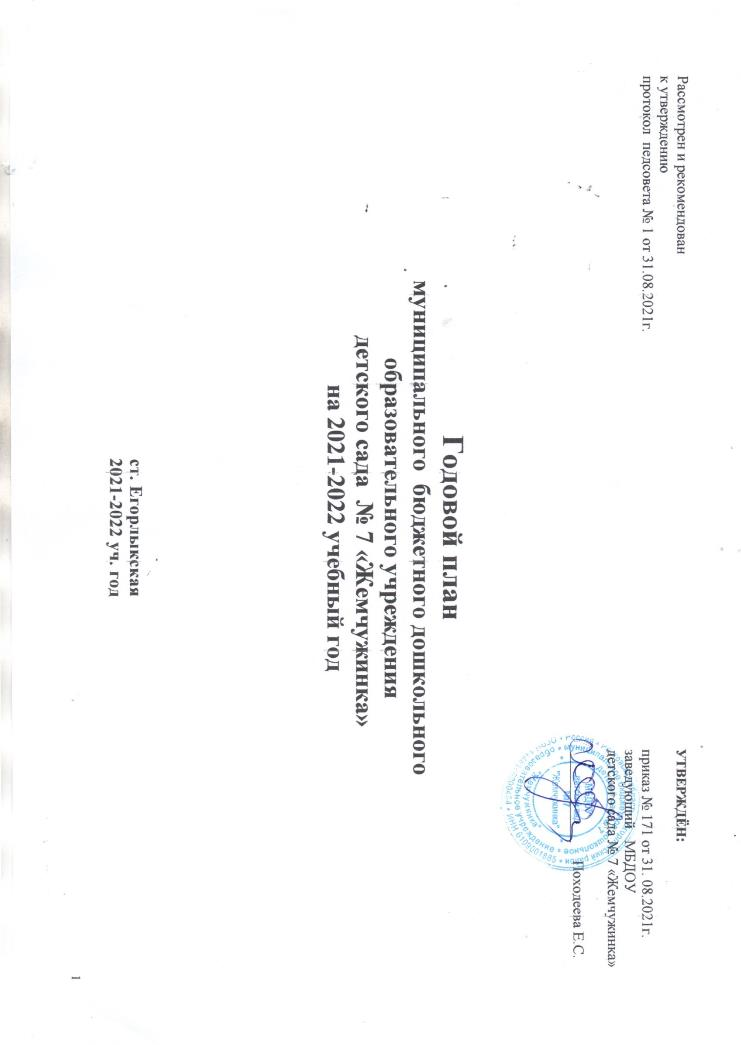 Рассмотрен и рекомендован
к утверждению
протокол педсовета № 1 от 31.08.2021г.
УТВЕРЖДЁН:
приказ № 171 от 31. 08.2021г.
заведующий МБДОУ
детского сада № 7 «Жемчужинка»
Походеева Е.С.
Годовой план
муниципального бюджетного дошкольного
образовательного учреждения
детского сада № 7 «Жемчужинка»
на 2021-2022 учебный год
ст. Егорлыкская
2021-2022 уч. год
1